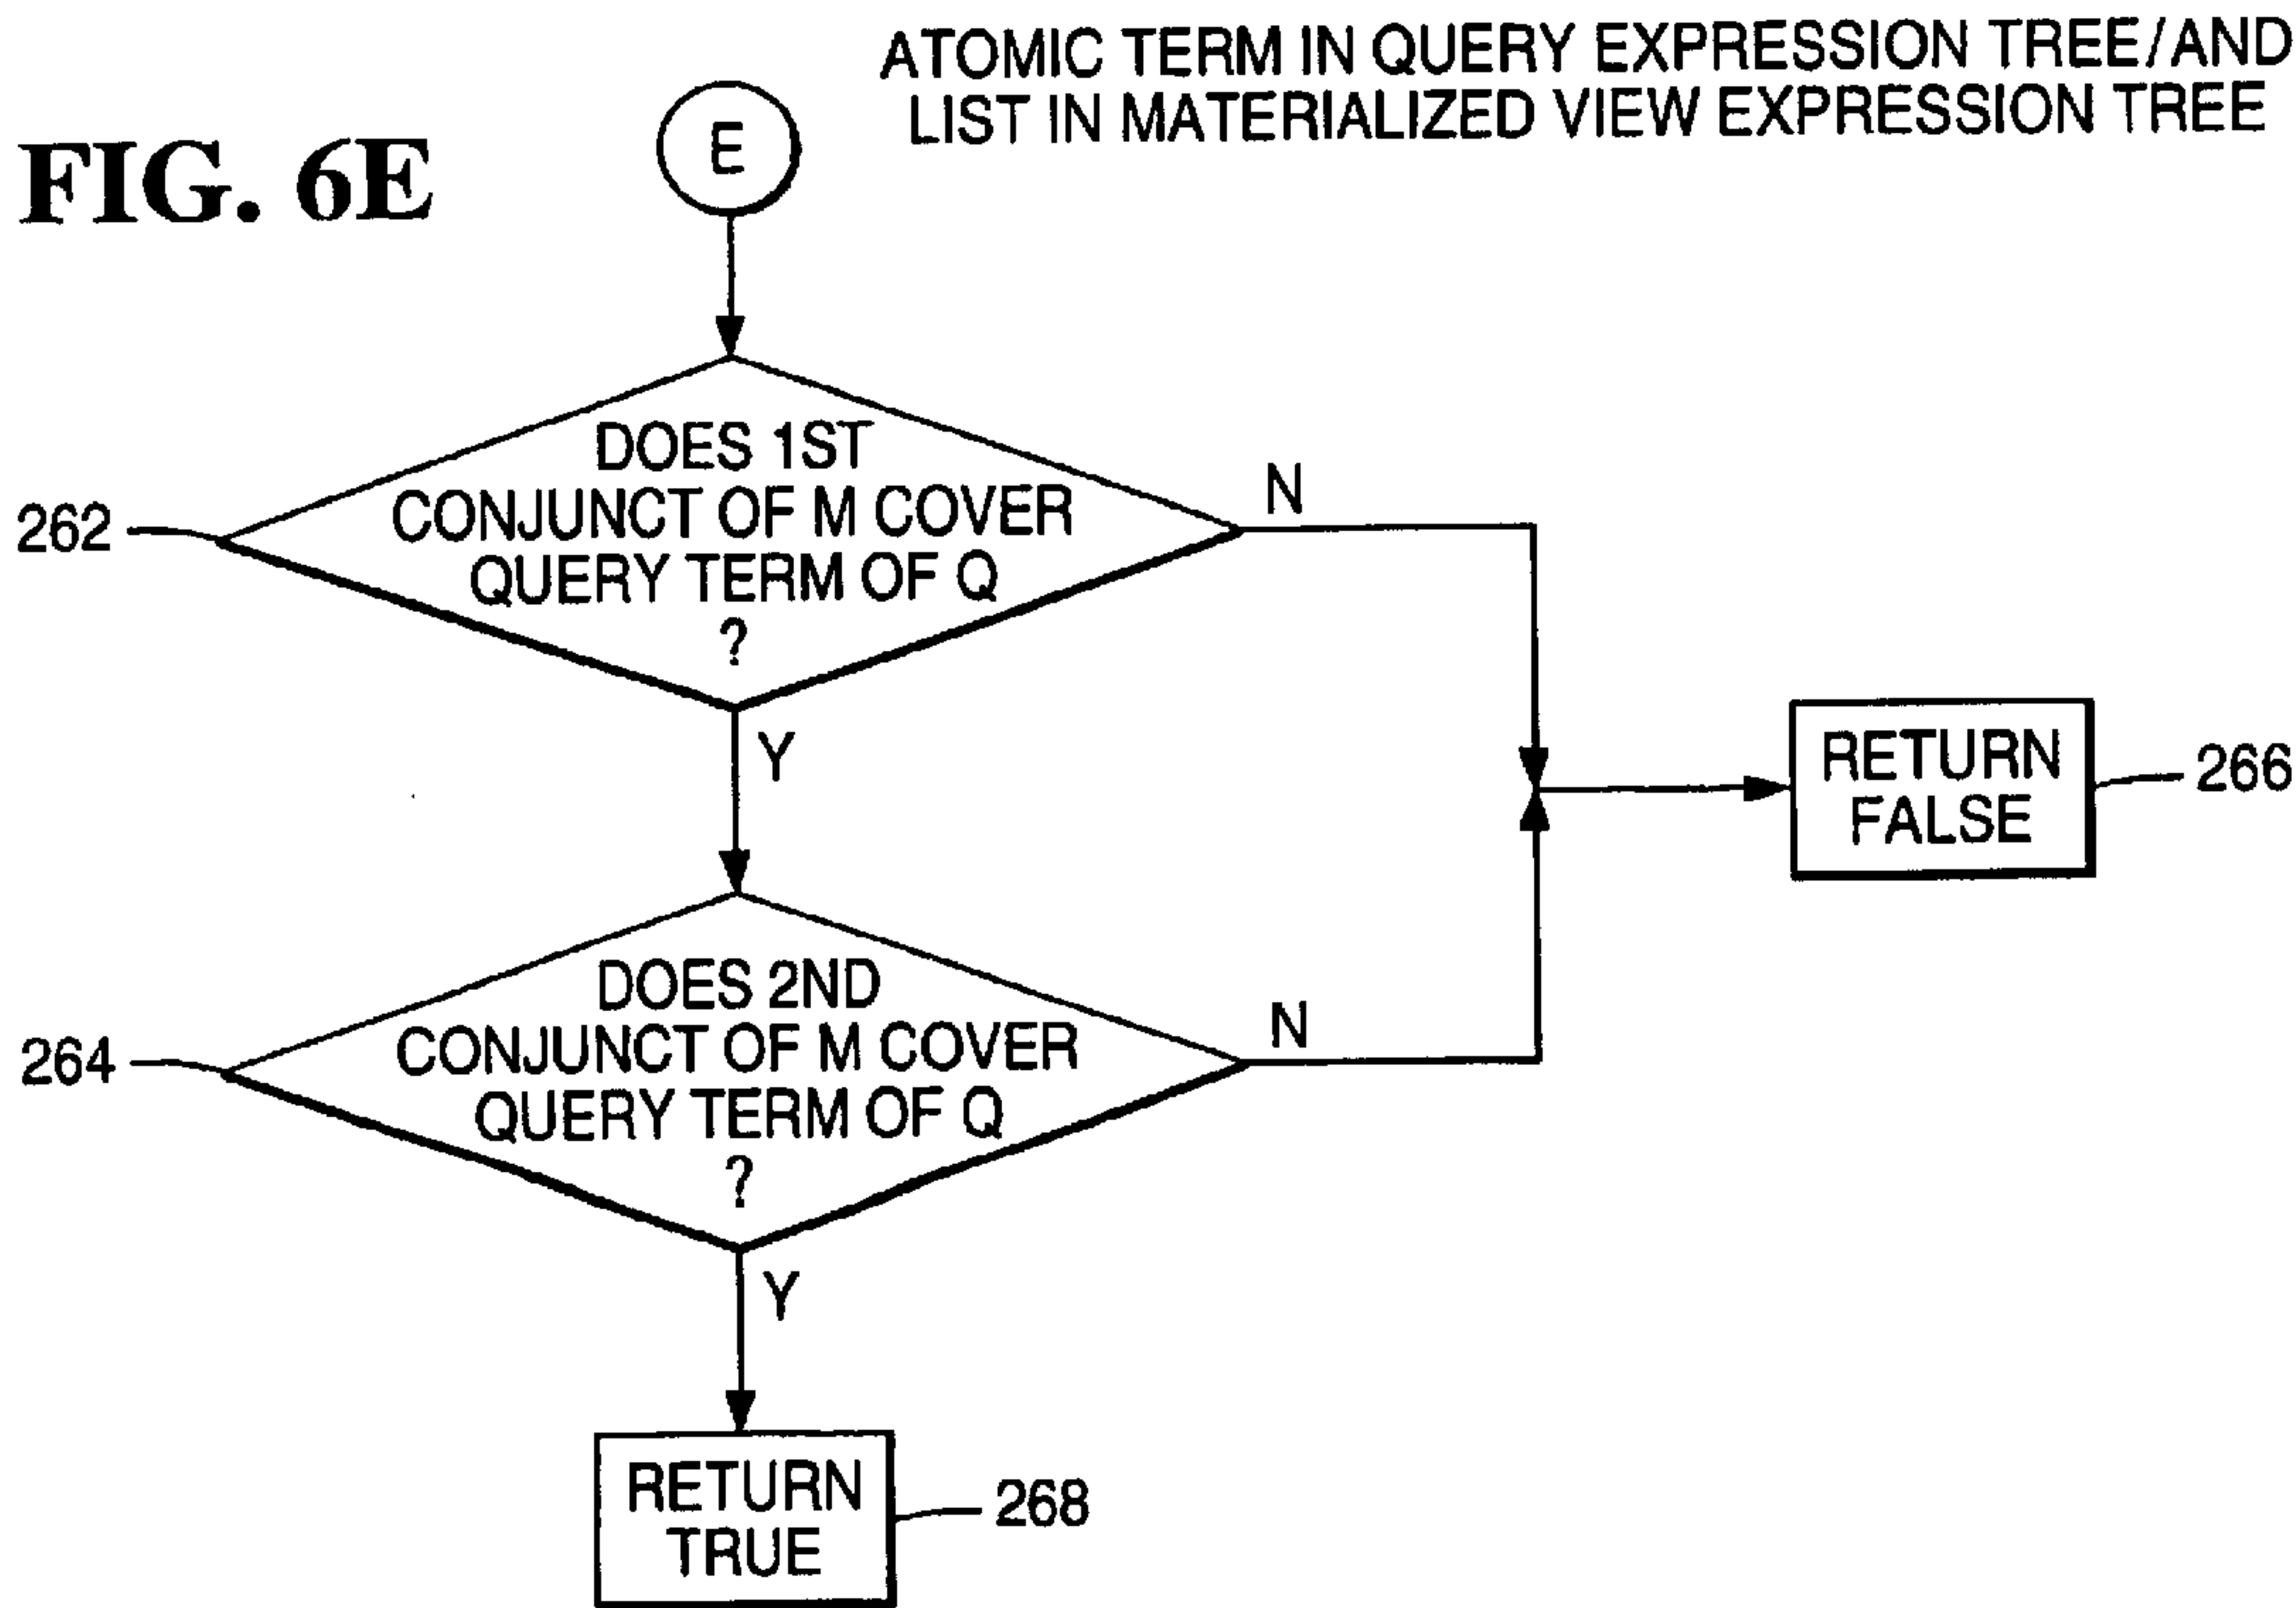 ATOMIC TERM IN QUERY EXPRESSION TREE/AND
LIST IN MATERIALIZED VIEW EXPRESSION TREE
FIG. 6E
E
DOES 1ST
CONJUNCT OF M COVER
QUERY TERM OF Q
?
262
N
Y
RETURN
FALSE
266
DOES 2ND
CONJUNCT OF M COVER
QUERY TERM OF Q
?
264
N
Y
RETURN
TRUE
268